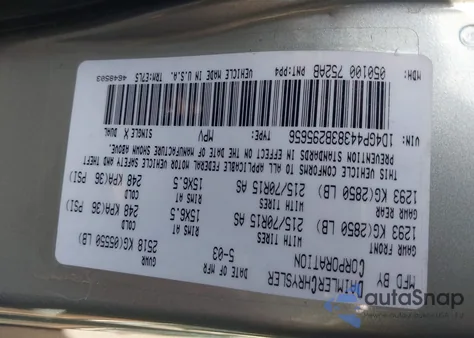 MFD BY DAIMLERCHRYSLER CORPORATION
DATE OF MFR 5-03
GVWR 2518 KG(05550 LB)
GAWR FRONT 1293 KG(2850 LB) WITH TIRES 215/70R15 AS RIMS AT 15X6.5 COLD 248 KPA(36 PSI)
GAWR REAR 1293 KG(2850 LB) WITH TIRES 215/70R15 AS RIMS AT 15X6.5 COLD 248 KPA(36 PSI)
THIS VEHICLE CONFORMS TO ALL APPLICABLE FEDERAL MOTOR VEHICLE SAFETY AND THEFT
PREVENTION STANDARDS IN EFFECT ON THE DATE OF MANUFACTURE SHOWN ABOVE.
VIN: 1D4GP44383B295656 TYPE: MPV SINGLE X DUAL
MDH: 050100 752AB PNT:PP4 VEHICLE MADE IN U.S.A. TRM:E7L5 4648503
autoSnap